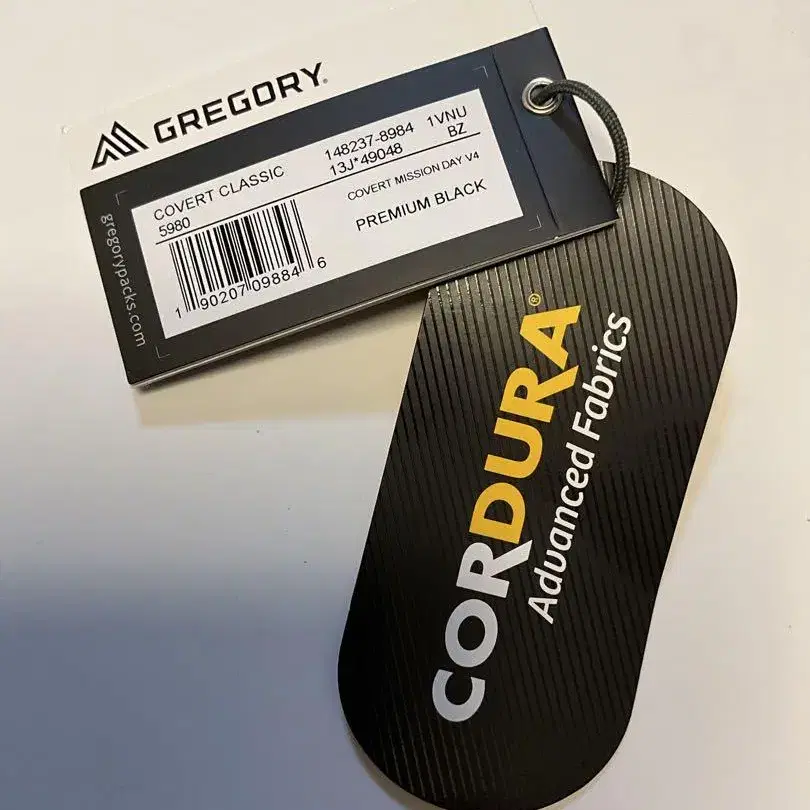 GREGORY®
COVERT CLASSIC
5980
148237-8984 1VNU
13J*49048 BZ
COVERT MISSION DAY V4
PREMIUM BLACK
1 90207 09884 6
gregorypacks.com
CORDURA®
Advanced Fabrics